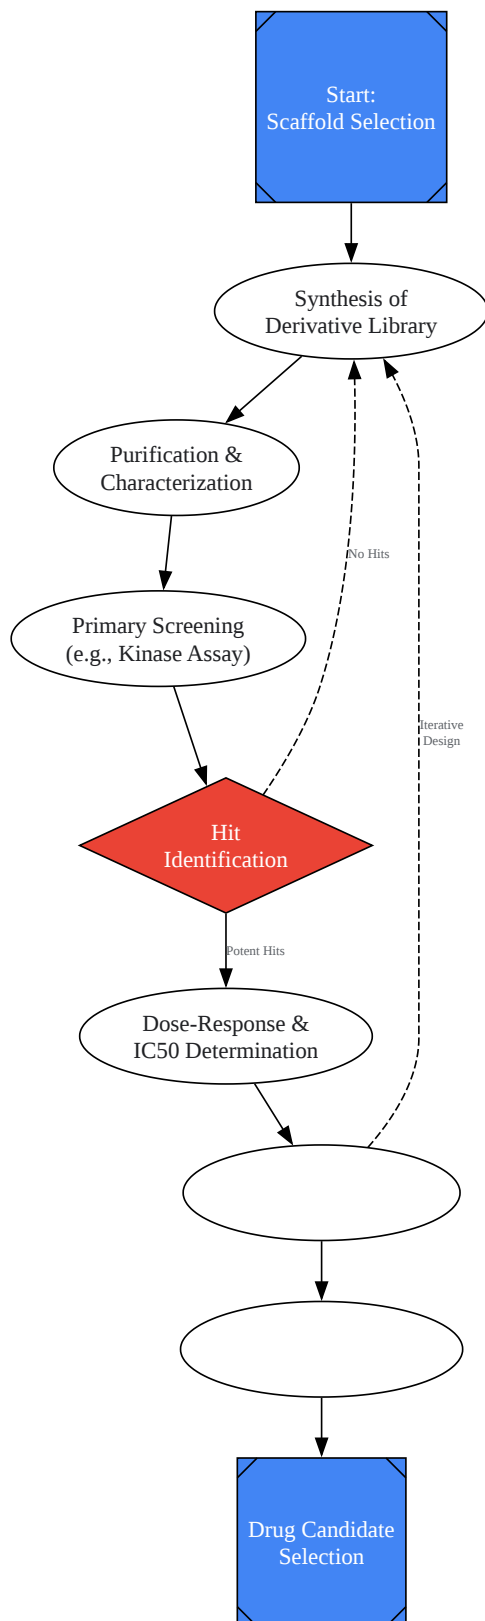 Start:
Scaffold Selection
Synthesis of
Derivative Library
Purification &
Characterization
No Hits
Primary Screening
(e.g., Kinase Assay)
Iterative
Design
Hit
Identification
Potent Hits
Dose-Response &
IC50 Determination
Drug Candidate
Selection